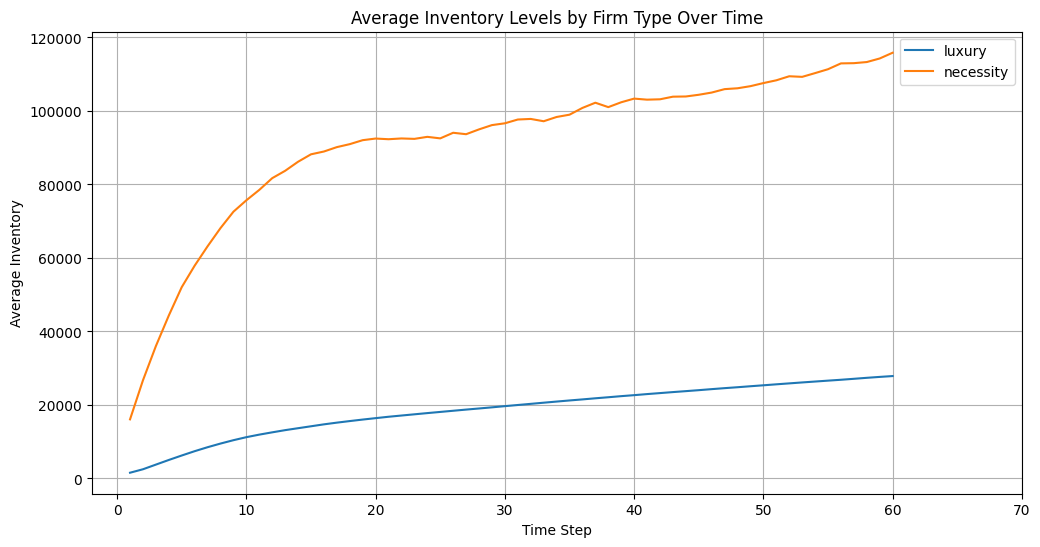 Average Inventory Levels by Firm Type Over Time
luxury
necessity
Average Inventory
120000
100000
80000
60000
40000
20000
0
0 10 20 30 40 50 60 70
Time Step